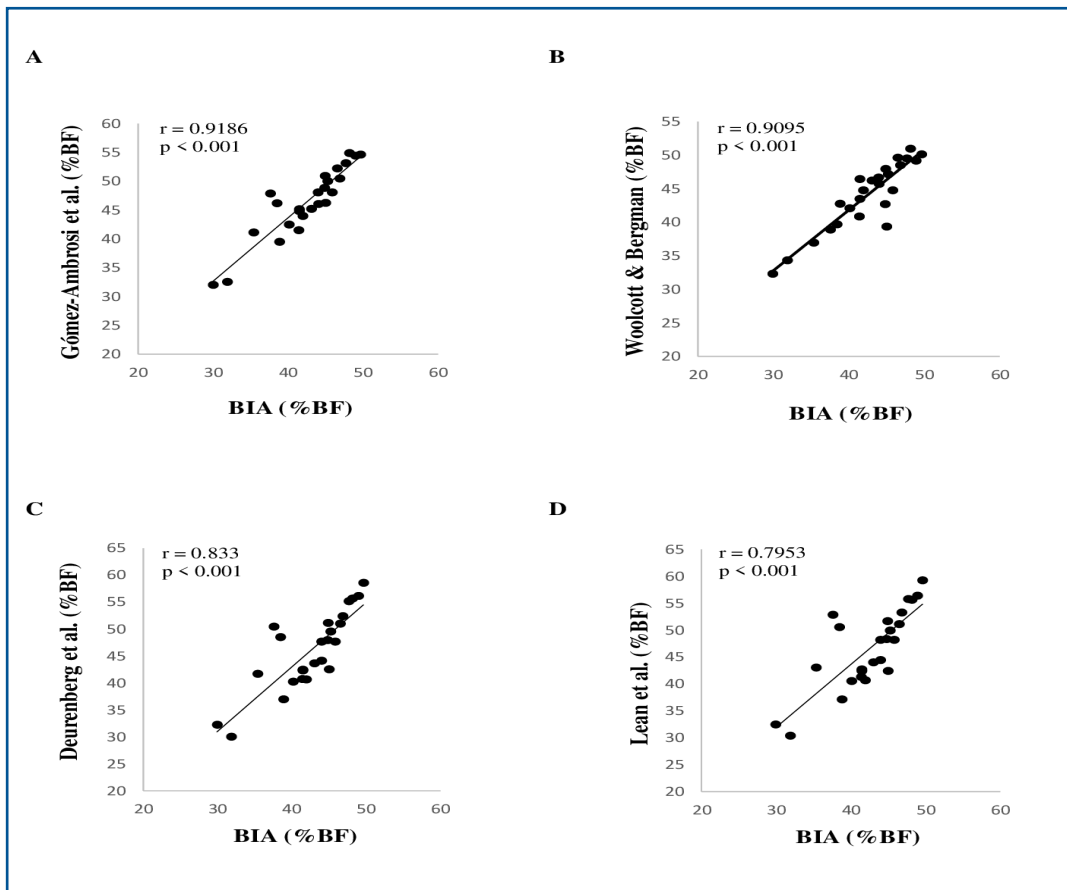 A
B
r = 0.9186
p < 0.001
Gómez-Ambrosi et al. (%BF)
60
55
50
45
40
35
30
25
20
20
30
40
50
60
BIA (%BF)
r = 0.9095
p < 0.001
Woolcott & Bergman (%BF)
55
50
45
40
35
30
25
20
20
30
40
50
60
BIA (%BF)
C
D
r = 0.833
p < 0.001
Deurenberg et al. (%BF)
65
60
55
50
45
40
35
30
25
20
20
30
40
50
60
BIA (%BF)
r = 0.7953
p < 0.001
Lean et al. (%BF)
65
60
55
50
45
40
35
30
25
20
20
30
40
50
60
BIA (%BF)